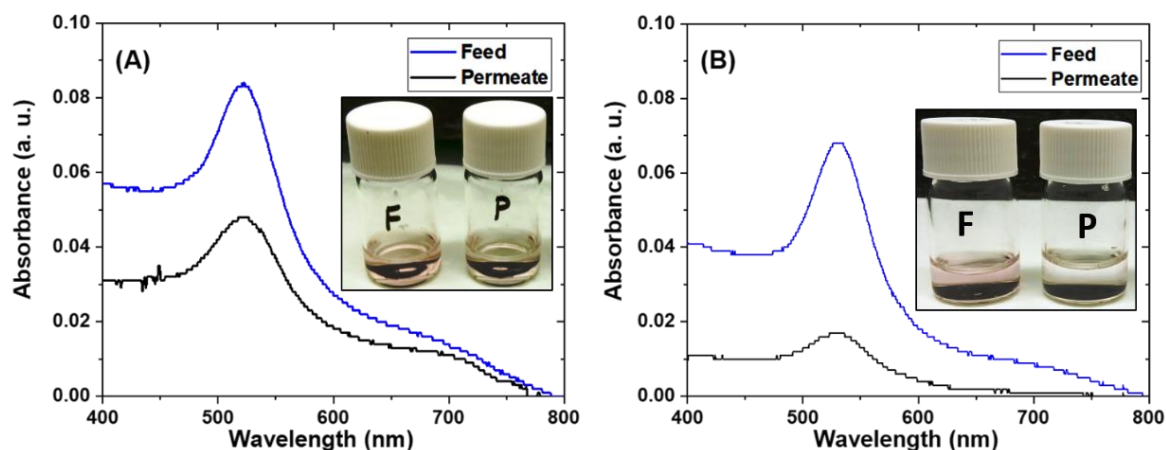 (A)
Feed
Permeate
F P
0.10
0.08
0.06
0.04
0.02
0.00
400 500 600 700 800
Wavelength (nm)
Absorbance (a. u.)
(B)
Feed
Permeate
F P
0.10
0.08
0.06
0.04
0.02
0.00
400 500 600 700 800
Wavelength (nm)
Absorbance (a. u.)